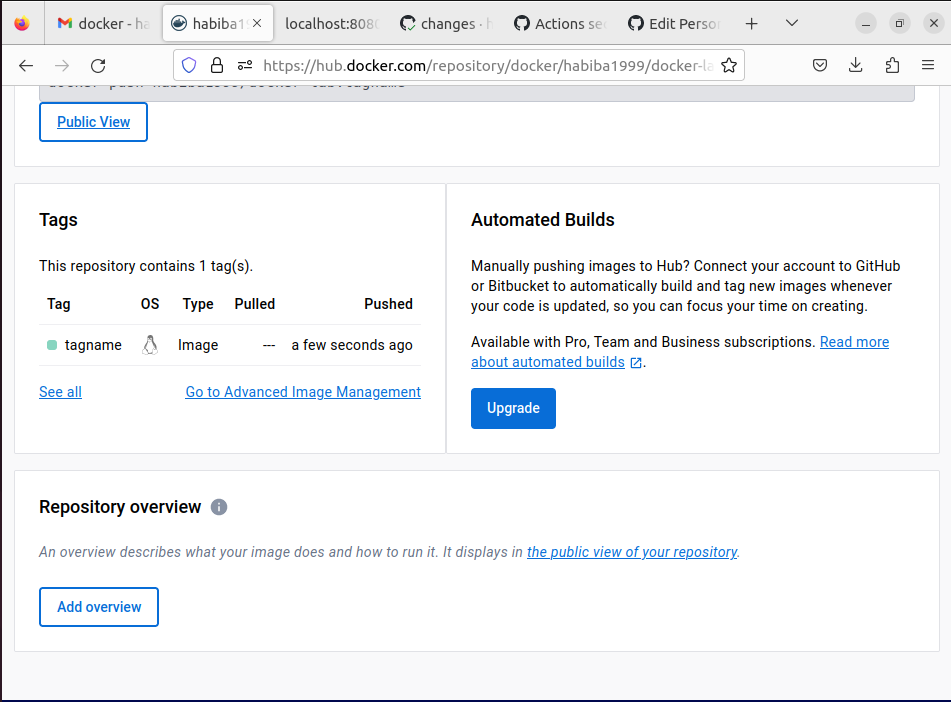 docker - ha
habiba1
localhost:808
changes · h
Actions se
Edit Perso
https://hub.docker.com/repository/docker/habiba1999/docker-la
Public View
Tags
This repository contains 1 tag(s).
Tag OS Type Pulled Pushed
tagname Image --- a few seconds ago
See all Go to Advanced Image Management
Automated Builds
Manually pushing images to Hub? Connect your account to GitHub
or Bitbucket to automatically build and tag new images whenever
your code is updated, so you can focus your time on creating.
Available with Pro, Team and Business subscriptions. Read more
about automated builds .
Upgrade
Repository overview
An overview describes what your image does and how to run it. It displays in the public view of your repository.
Add overview